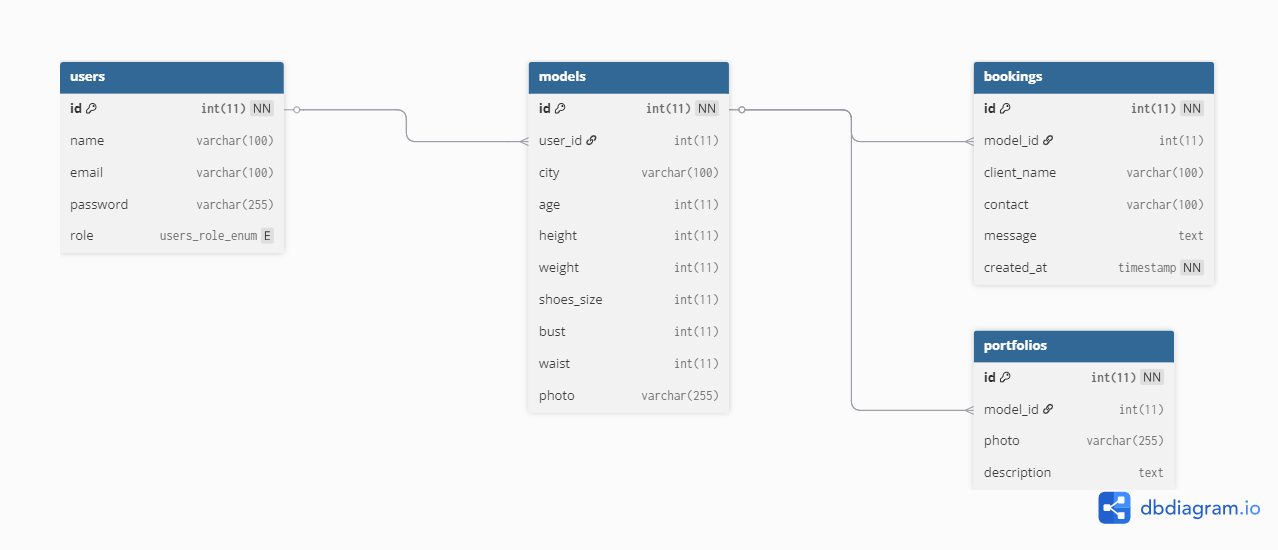 users
id int(11) NN
name varchar(100)
email varchar(100)
password varchar(255)
role users_role_enum E
models
id int(11) NN
user_id int(11)
city varchar(100)
age int(11)
height int(11)
weight int(11)
shoes_size int(11)
bust int(11)
waist int(11)
photo varchar(255)
bookings
id int(11) NN
model_id int(11)
client_name varchar(100)
contact varchar(100)
message text
created_at timestamp NN
portfolios
id int(11) NN
model_id int(11)
photo varchar(255)
description text
dbdiagram.io